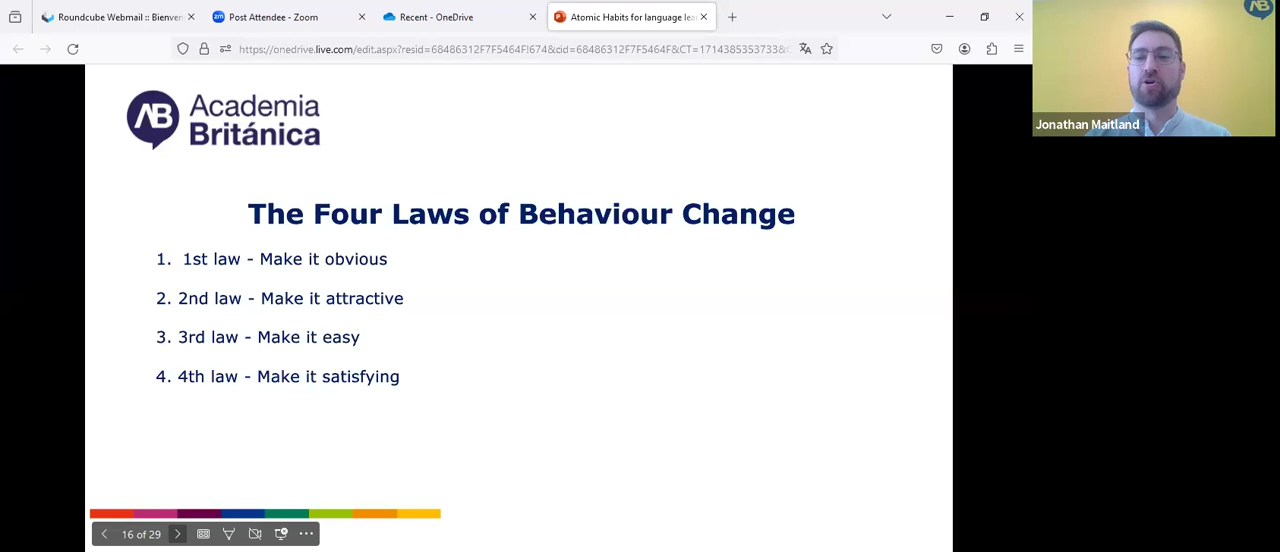 Roundcube Webmail :: Bienven
Post Attendee - Zoom
Recent - OneDrive
Atomic Habits for language lea
https://onedrive.live.com/edit.aspx?resid=68486312F7F5464F!674&cid=68486312F7F5464F&CT=1714385353733&
AB
Jonathan Maitland
AB Academia
Británica
The Four Laws of Behaviour Change
1. 1st law - Make it obvious
2. 2nd law - Make it attractive
3. 3rd law - Make it easy
4. 4th law - Make it satisfying
16 of 29